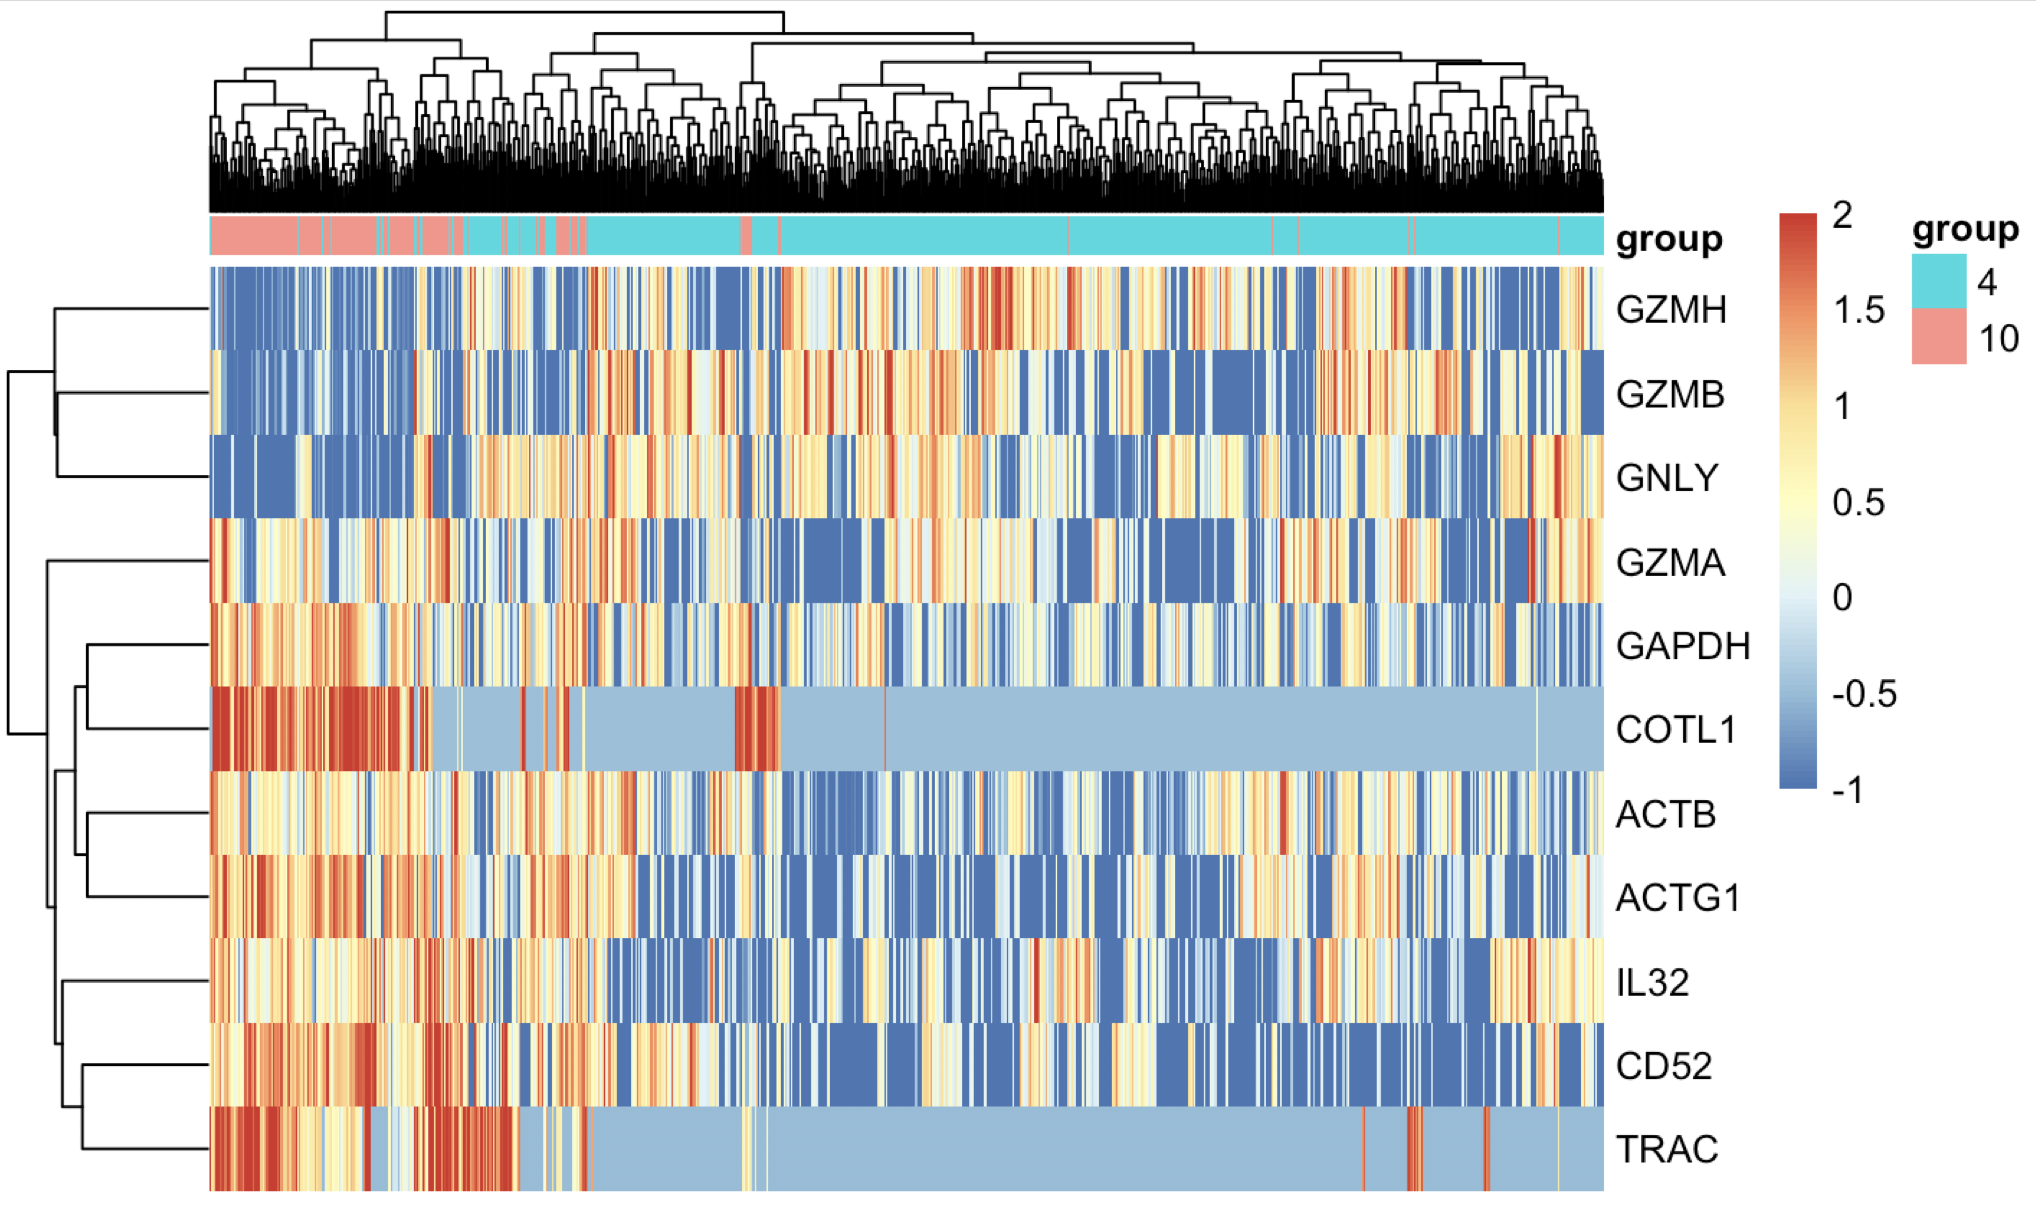 group
GZMH
GZMB
GNLY
GZMA
GAPDH
COTL1
ACTB
ACTG1
IL32
CD52
TRAC
2
1.5
1
0.5
0
-0.5
-1
group
4
10